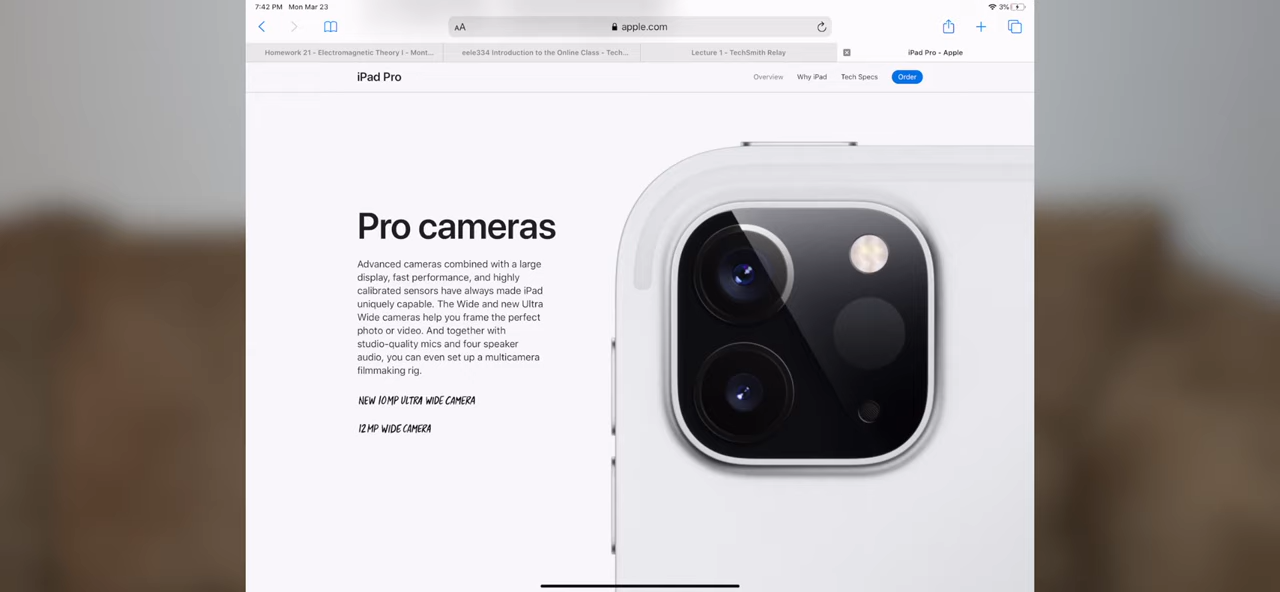 7:42 PM Mon Mar 23
3%
AA
apple.com
Homework 21 - Electromagnetic Theory I - Mont...
eele334 Introduction to the Online Class - Tech...
Lecture 1 - TechSmith Relay
iPad Pro - Apple
iPad Pro
Overview
Why iPad
Tech Specs
Order
Pro cameras
Advanced cameras combined with a large
display, fast performance, and highly
calibrated sensors have always made iPad
uniquely capable. The Wide and new Ultra
Wide cameras help you frame the perfect
photo or video. And together with
studio-quality mics and four speaker
audio, you can even set up a multicamera
filmmaking rig.
NEW 10MP ULTRA WIDE CAMERA
12MP WIDE CAMERA